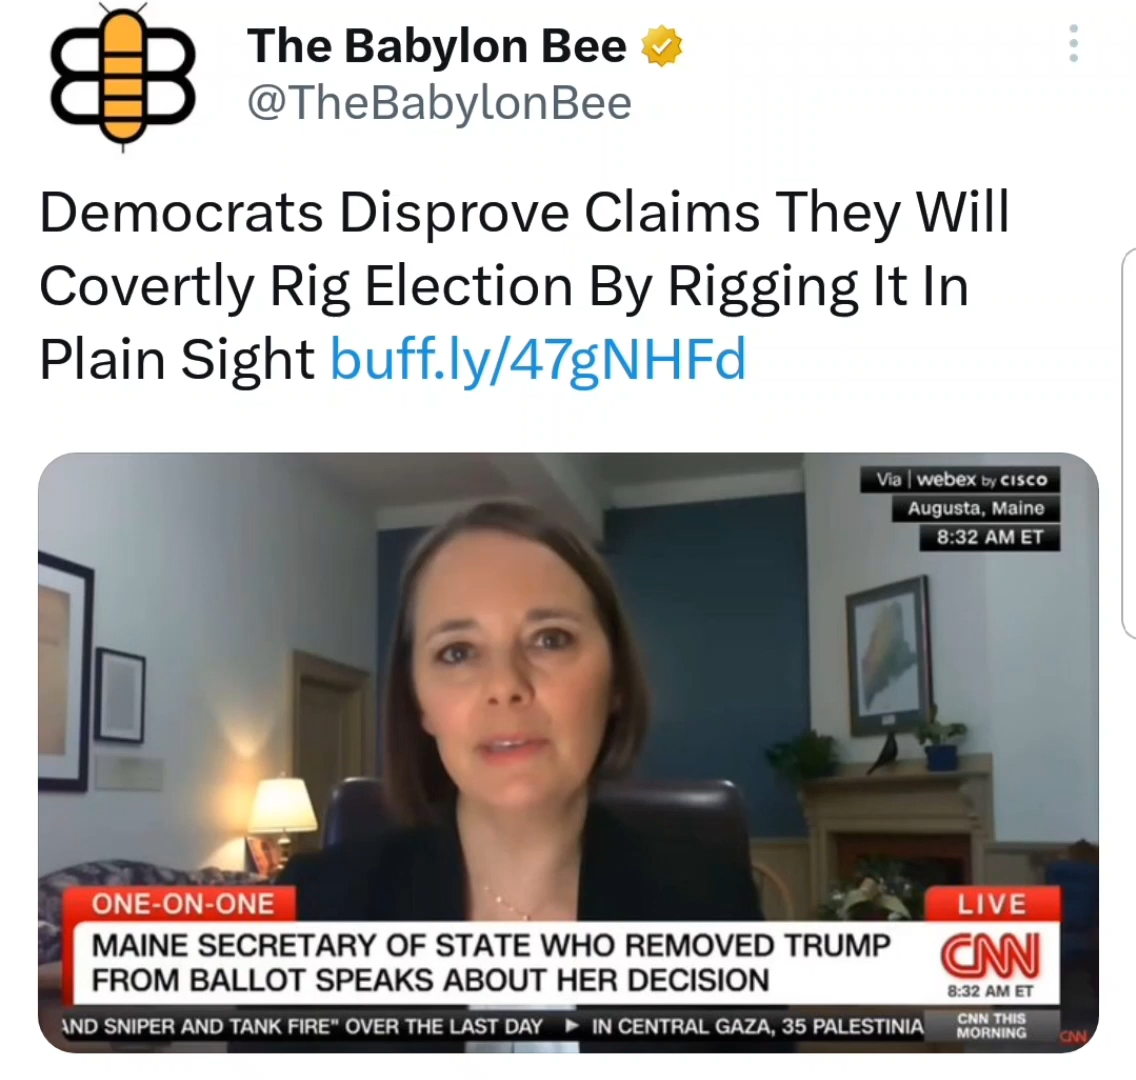 The Babylon Bee
@TheBabylonBee
Democrats Disprove Claims They Will
Covertly Rig Election By Rigging It In
Plain Sight buff.ly/47gNHFd
Via | webex by CISCO
Augusta, Maine
8:32 AM ET
ONE-ON-ONE
LIVE
MAINE SECRETARY OF STATE WHO REMOVED TRUMP
FROM BALLOT SPEAKS ABOUT HER DECISION
CNN
8:32 AM ET
AND SNIPER AND TANK FIRE" OVER THE LAST DAY ▶ IN CENTRAL GAZA, 35 PALESTINIA
CNN THIS
MORNING
CNN